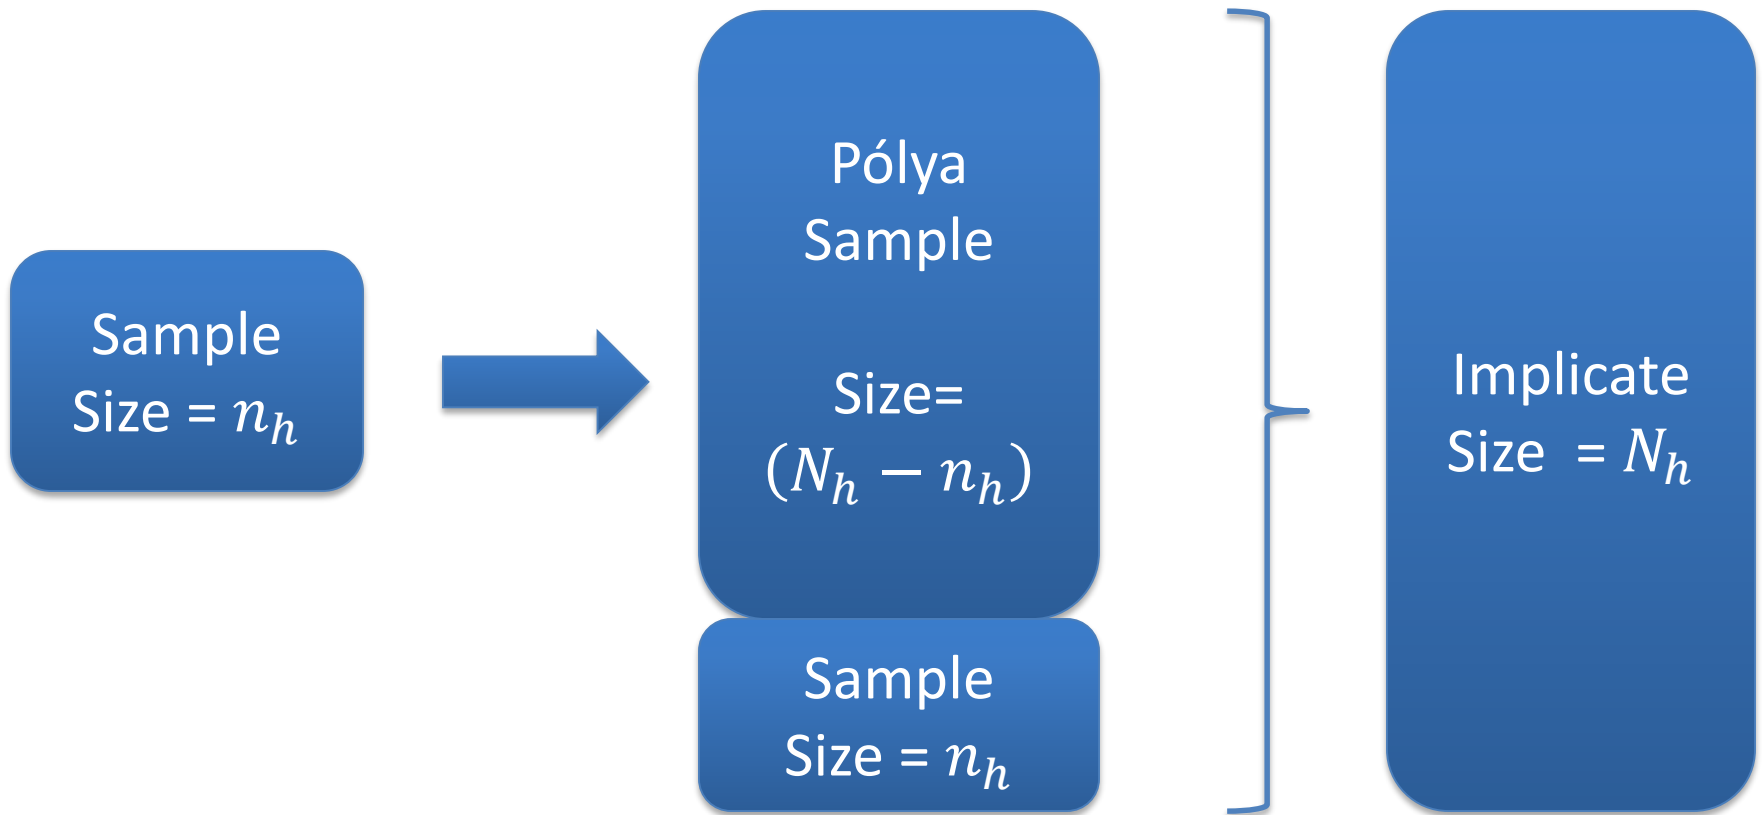 Sample
Size = n_h
Pólya
Sample
Size=
(N_h − n_h)
Sample
Size = n_h
Implicate
Size = N_h